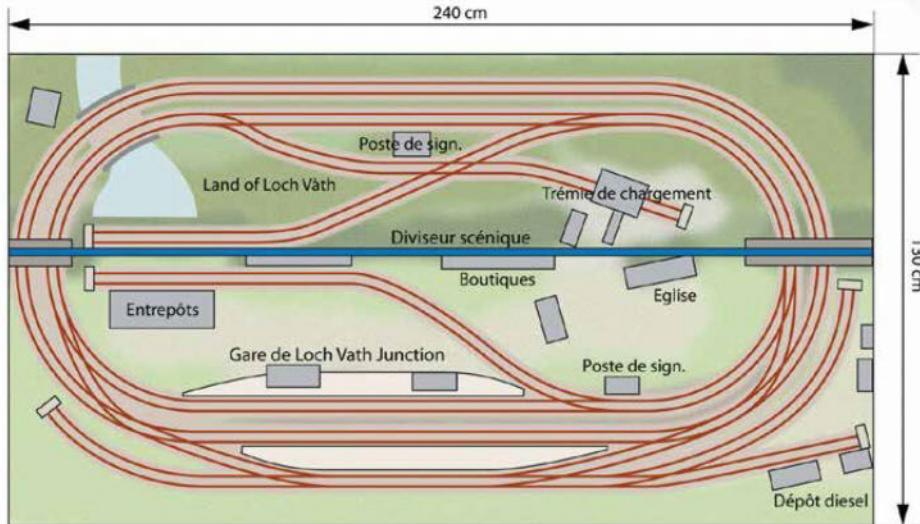 240 cm
130 cm
Poste de sign.
Land of Loch Vàth
Trémie de chargement
Diviseur scénique
Boutiques
Eglise
Entrepôts
Gare de Loch Vath Junction
Poste de sign.
Dépôt diesel